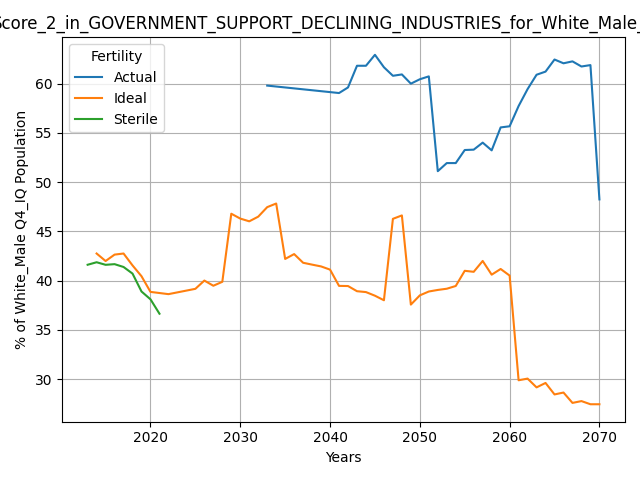 Score_2_in_GOVERNMENT_SUPPORT_DECLINING_INDUSTRIES_for_White_Male_
Fertility
Actual
Ideal
Sterile
% of White_Male Q4_IQ Population
60
55
50
45
40
35
30
2020 2030 2040 2050 2060 2070
Years